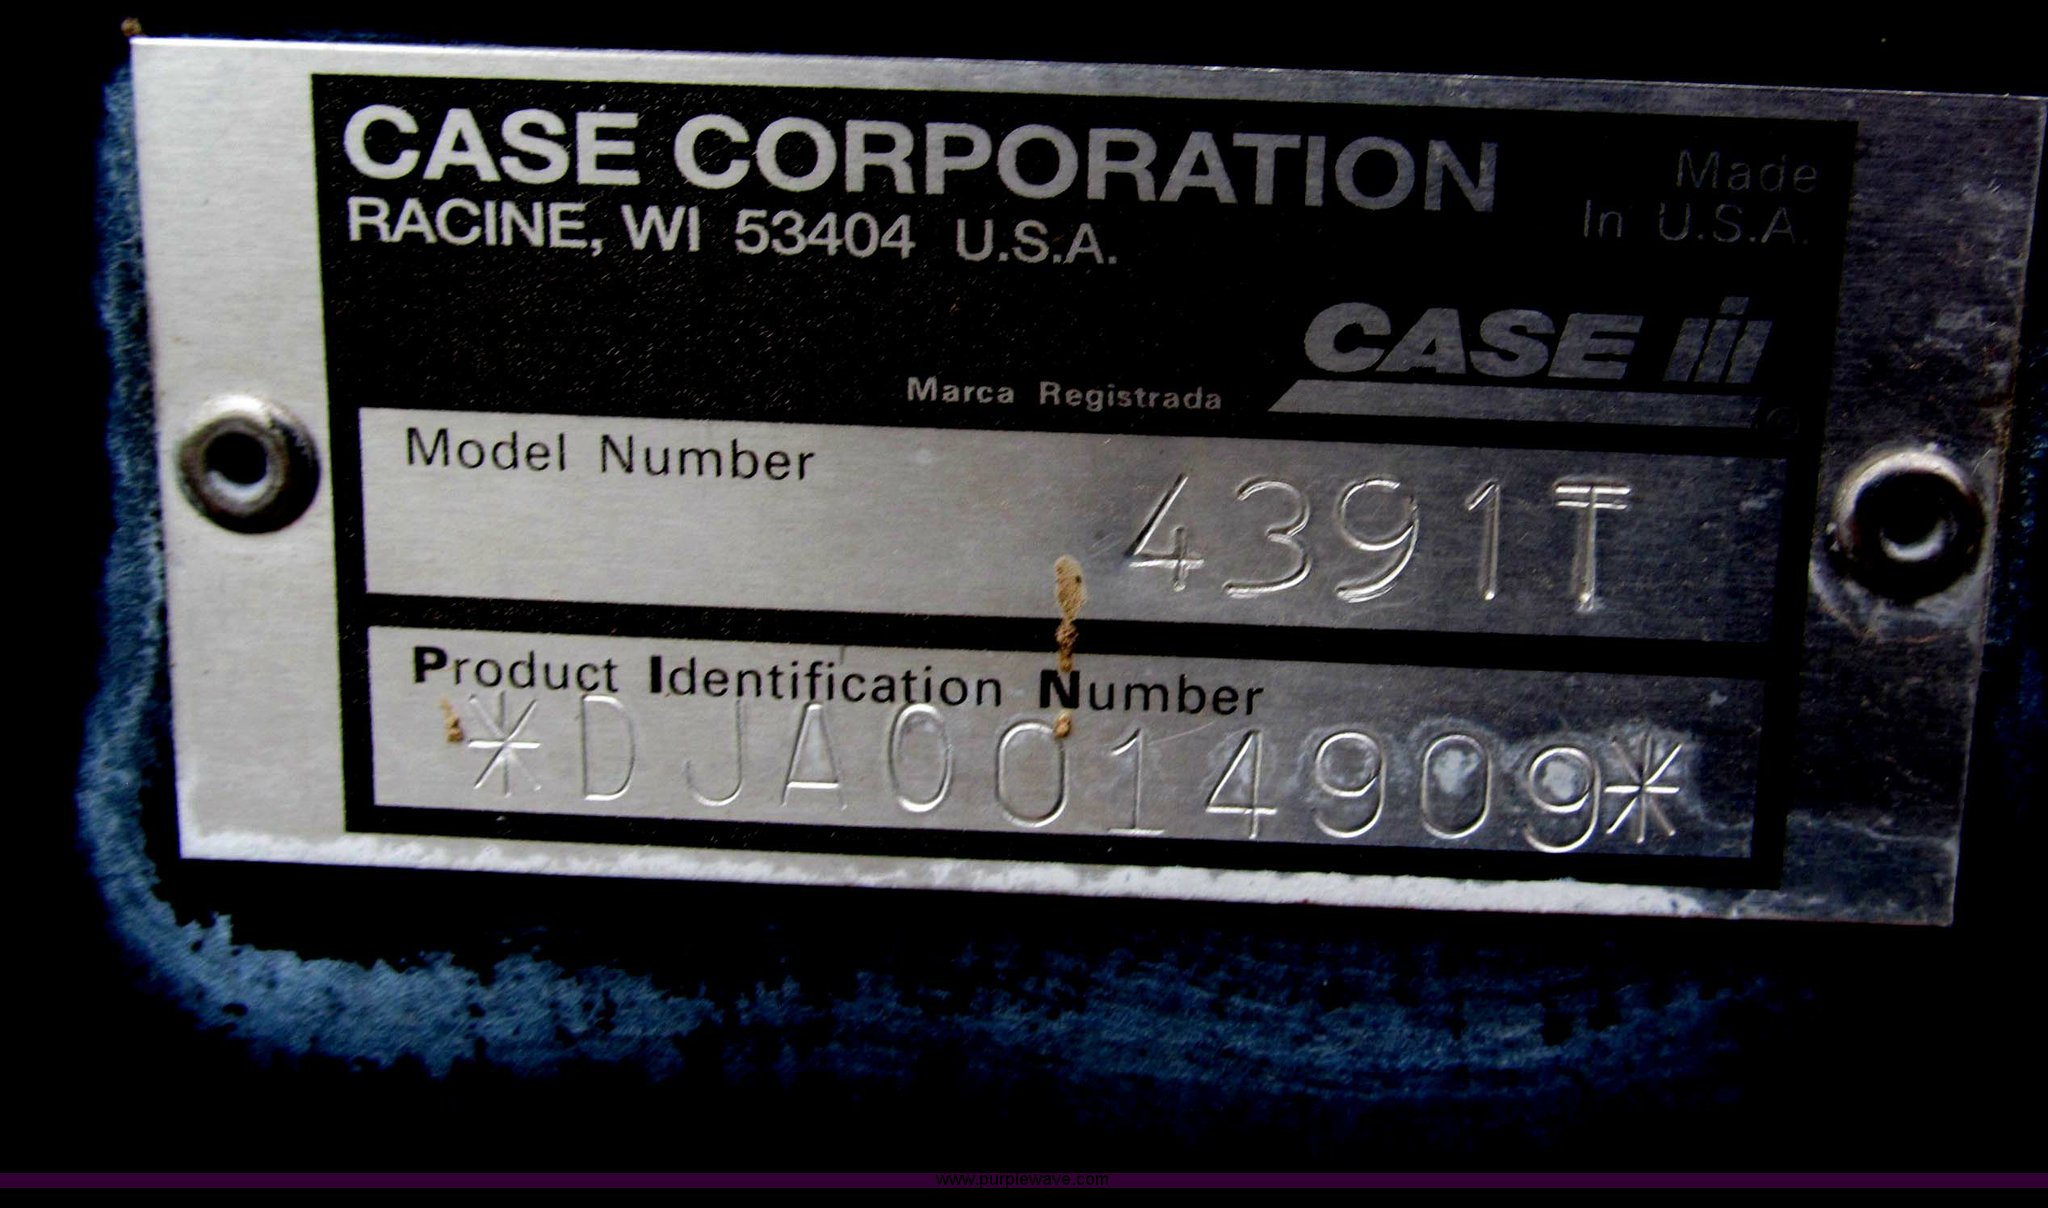 CASE CORPORATION
Made
RACINE, WI 53404 U.S.A.
In U.S.A.
CASE IH
Marca Registrada
®
Model Number
4391T
Product Identification Number
*DJA0014909*
www.purplewave.com